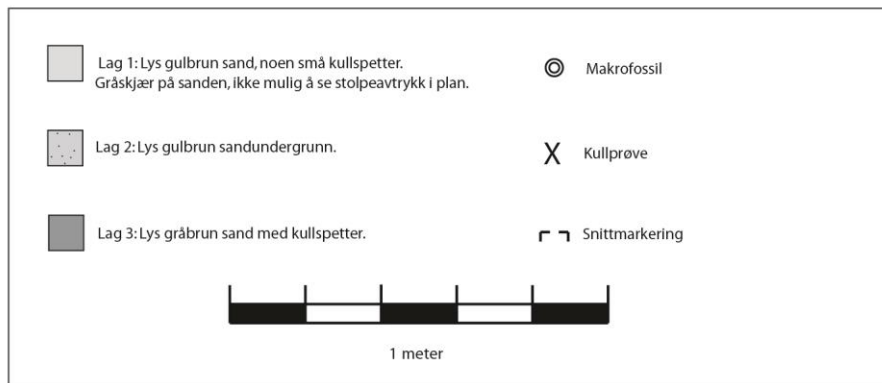 Lag 1: Lys gulbrun sand, noen små kullspetter.
Gråskjær på sanden, ikke mulig å se stolpeavtrykk i plan.
Lag 2: Lys gulbrun sandundergrunn.
Lag 3: Lys gråbrun sand med kullspetter.
Makrofossil
X Kullprøve
Snittmarkering
1 meter